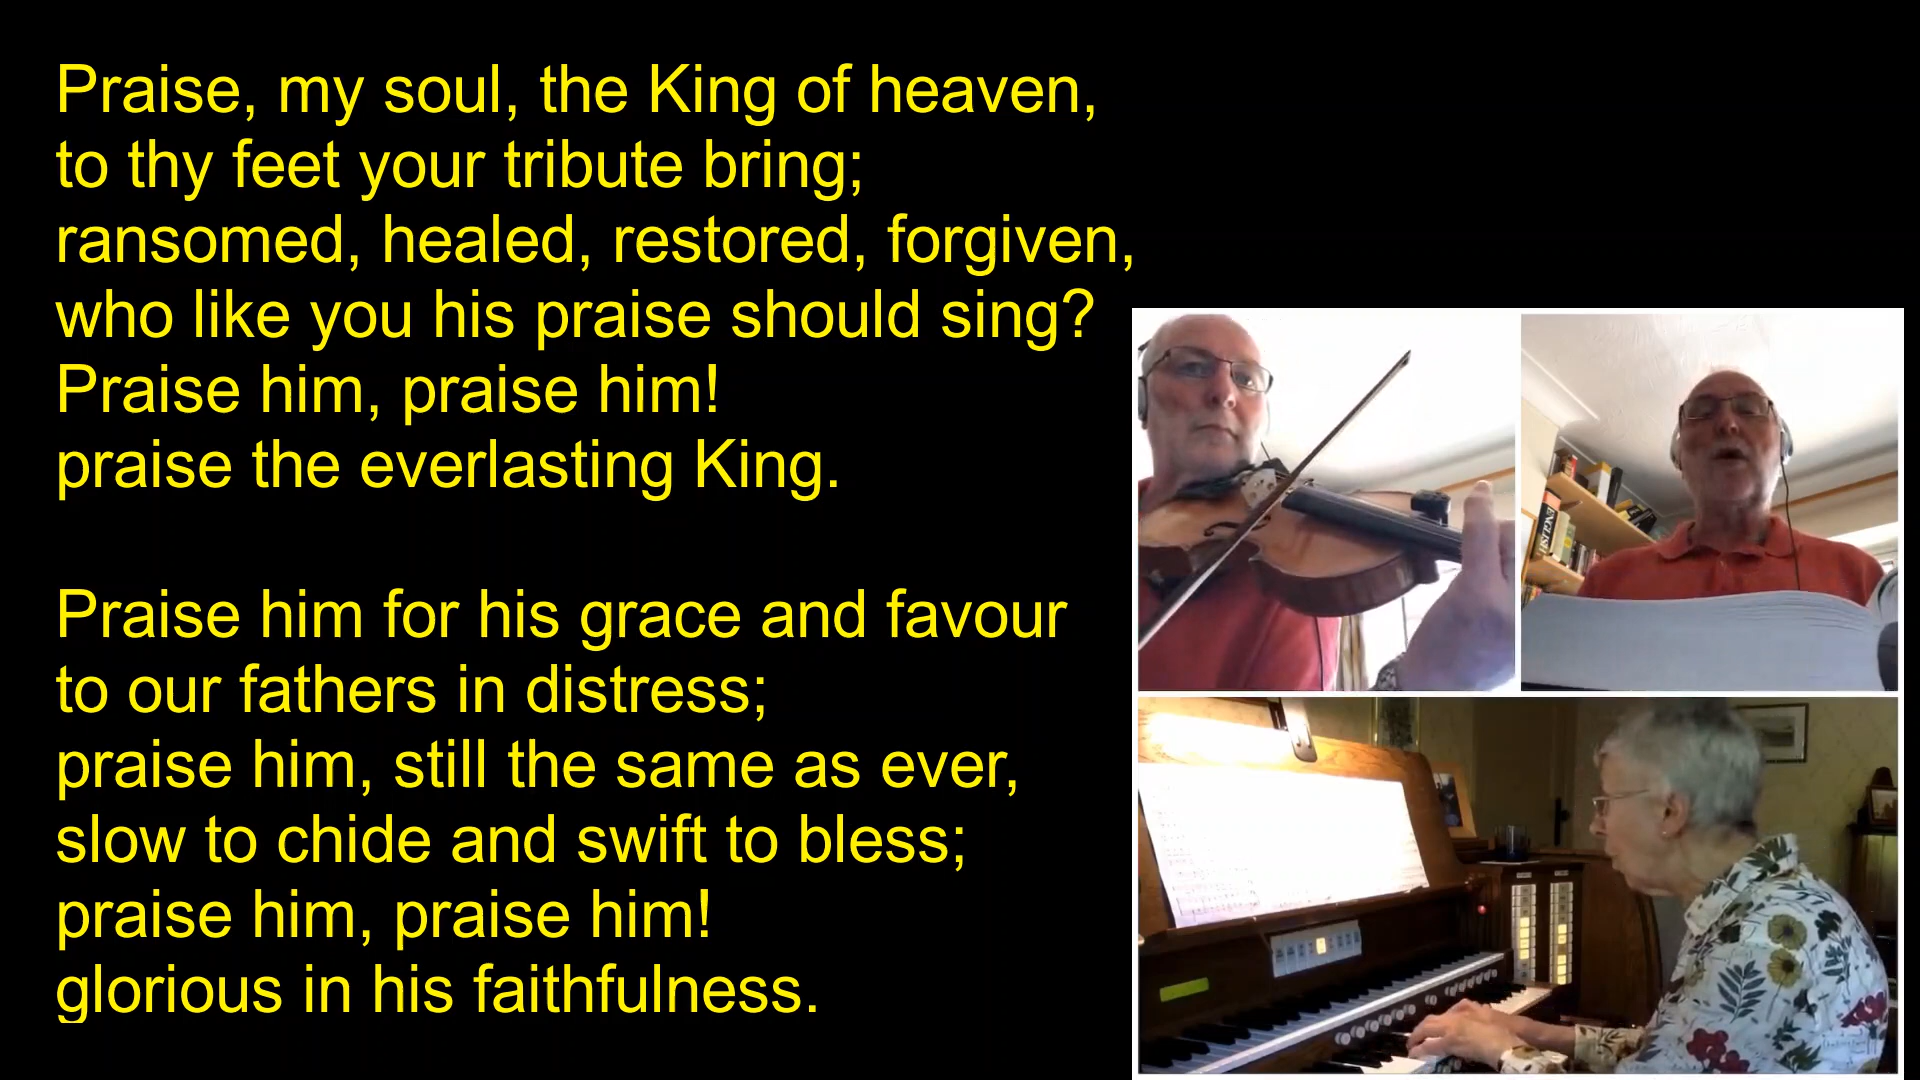 Praise, my soul, the King of heaven,
to thy feet your tribute bring;
ransomed, healed, restored, forgiven,
who like you his praise should sing?
Praise him, praise him!
praise the everlasting King.
Praise him for his grace and favour
to our fathers in distress;
praise him, still the same as ever,
slow to chide and swift to bless;
praise him, praise him!
glorious in his faithfulness.
ENGLISH